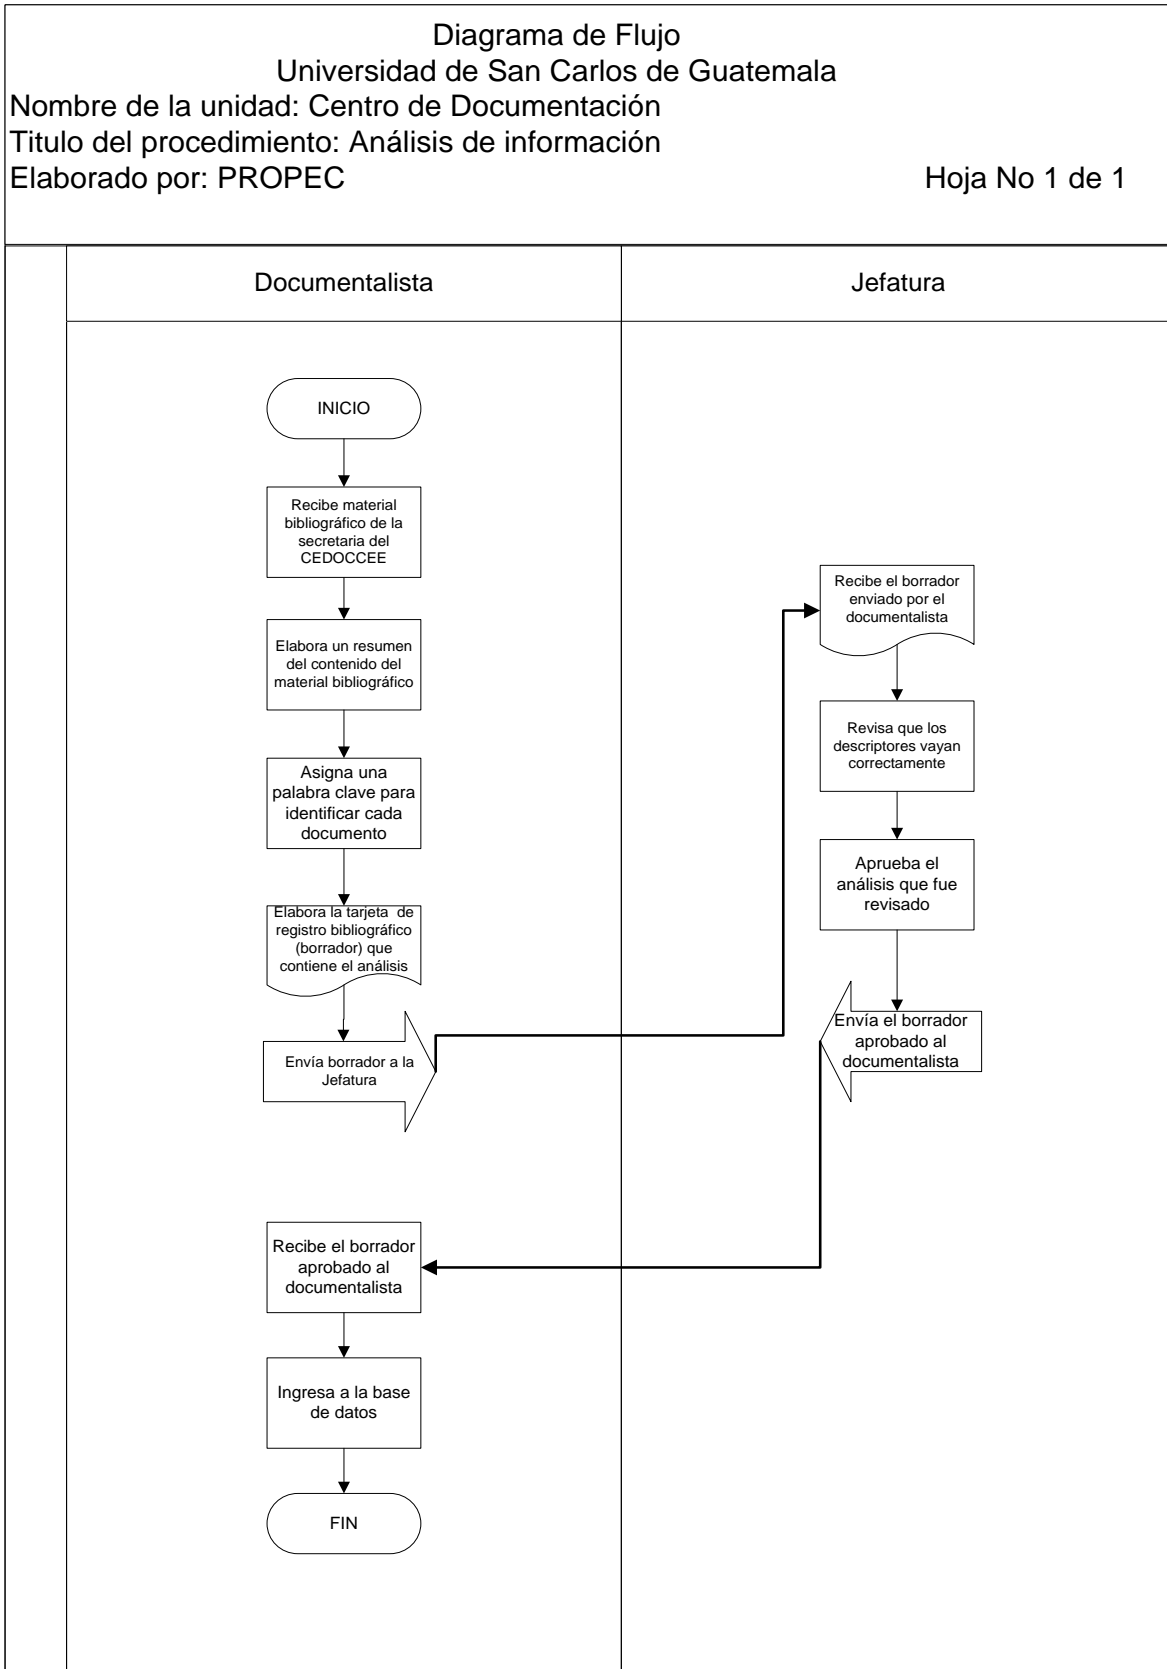 Diagrama de Flujo
Universidad de San Carlos de Guatemala
Nombre de la unidad: Centro de Documentación
Titulo del procedimiento: Análisis de información
Elaborado por: PROPEC
Hoja No 1 de 1
Documentalista
Jefatura
INICIO
Recibe material
bibliográfico de la
secretaria del
CEDOCCEE
Elabora un resumen
del contenido del
material bibliográfico
Asigna una
palabra clave para
identificar cada
documento
Elabora la tarjeta de
registro bibliográfico
(borrador) que
contiene el análisis
Envía borrador a la
Jefatura
Recibe el borrador
enviado por el
documentalista
Revisa que los
descriptores vayan
correctamente
Aprueba el
análisis que fue
revisado
Envía el borrador
aprobado al
documentalista
Recibe el borrador
aprobado al
documentalista
Ingresa a la base
de datos
FIN